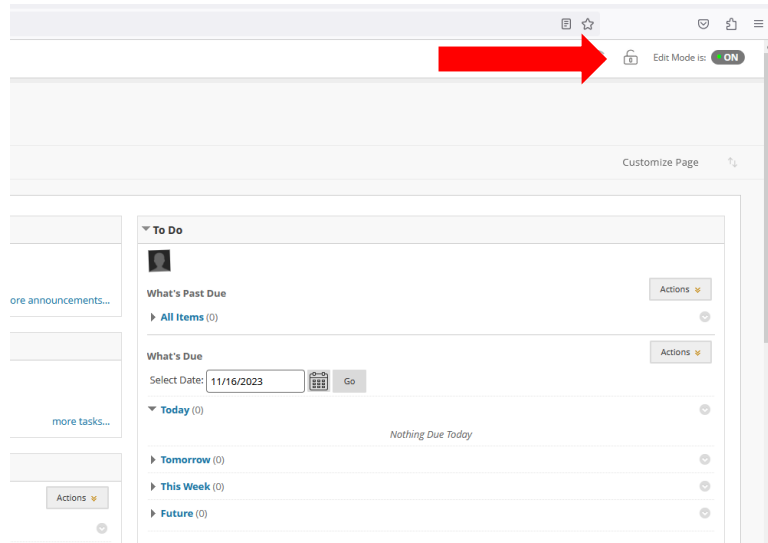 Edit Mode is: ON
Customize Page
To Do
ore announcements...
What's Past Due
Actions
All Items (0)
What's Due
Actions
Select Date: 11/16/2023 Go
more tasks...
Today (0)
Nothing Due Today
Tomorrow (0)
This Week (0)
Actions
Future (0)